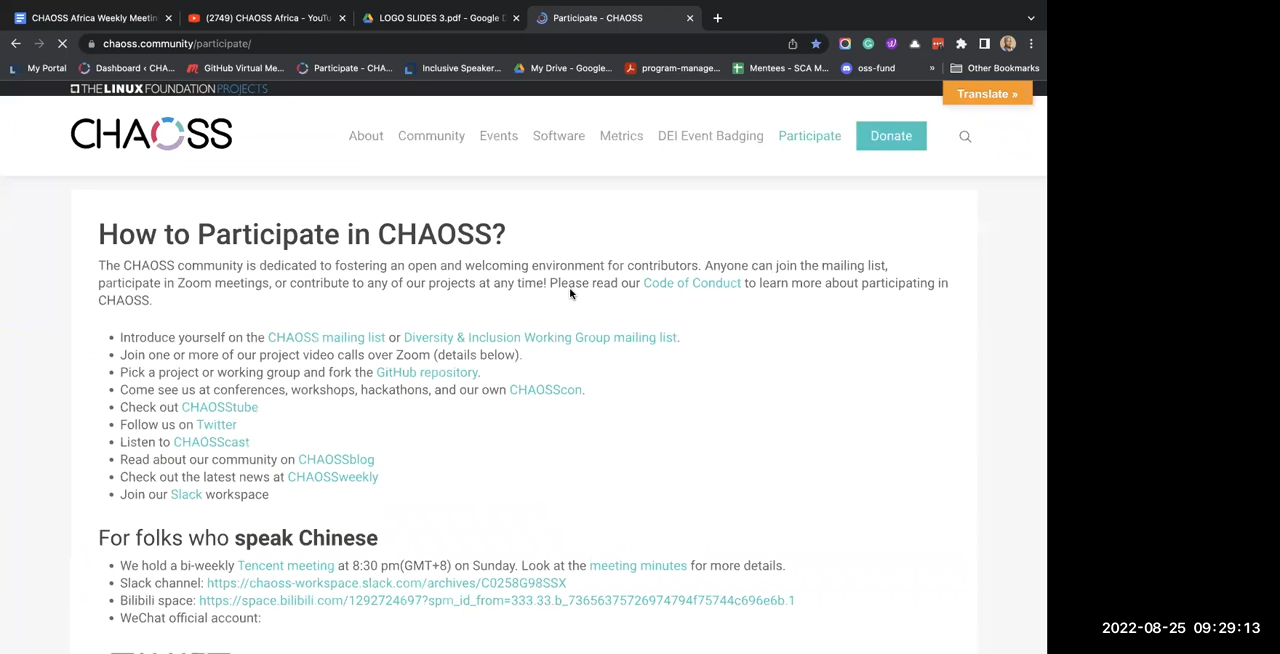 CHAOSS Africa Weekly Meetin
(2749) CHAOSS Africa - YouTu
LOGO SLIDES 3.pdf - Google D
Participate - CHAOSS
chaoss.community/participate/
My Portal
Dashboard ‹ CHA...
GitHub Virtual Me...
Participate - CHA...
Inclusive Speaker...
My Drive - Google...
program-manage...
Mentees - SCA M...
oss-fund
»
Other Bookmarks
THE LINUX FOUNDATION PROJECTS
Translate »
CHAOSS
About
Community
Events
Software
Metrics
DEI Event Badging
Participate
Donate
How to Participate in CHAOSS?
The CHAOSS community is dedicated to fostering an open and welcoming environment for contributors. Anyone can join the mailing list,
participate in Zoom meetings, or contribute to any of our projects at any time! Please read our Code of Conduct to learn more about participating in
CHAOSS.
• Introduce yourself on the CHAOSS mailing list or Diversity & Inclusion Working Group mailing list.
• Join one or more of our project video calls over Zoom (details below).
• Pick a project or working group and fork the GitHub repository.
• Come see us at conferences, workshops, hackathons, and our own CHAOSScon.
• Check out CHAOSStube
• Follow us on Twitter
• Listen to CHAOSScast
• Read about our community on CHAOSSblog
• Check out the latest news at CHAOSSweekly
• Join our Slack workspace
For folks who speak Chinese
• We hold a bi-weekly Tencent meeting at 8:30 pm(GMT+8) on Sunday. Look at the meeting minutes for more details.
• Slack channel: https://chaoss-workspace.slack.com/archives/C0258G98SSX
• Bilibili space: https://space.bilibili.com/1292724697?spm_id_from=333.33.b_73656375726974794f75744c696e6b.1
• WeChat official account:
2022-08-25 09:29:13